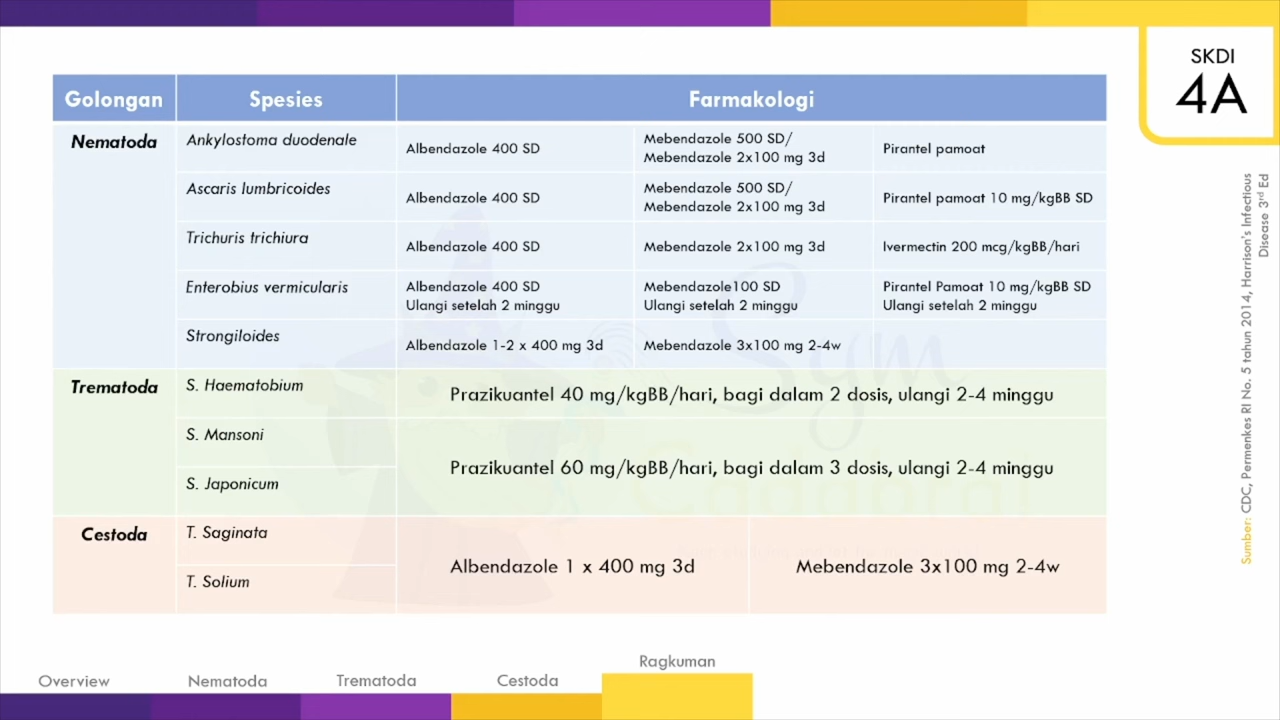 SKDI
4A
Golongan Spesies Farmakologi
Nematoda Ankylostoma duodenale Albendazole 400 SD Mebendazole 500 SD/
Mebendazole 2x100 mg 3d Pirantel pamoat
Ascaris lumbricoides Albendazole 400 SD Mebendazole 500 SD/
Mebendazole 2x100 mg 3d Pirantel pamoat 10 mg/kgBB SD
Trichuris trichiura Albendazole 400 SD Mebendazole 2x100 mg 3d Ivermectin 200 mcg/kgBB/hari
Enterobius vermicularis Albendazole 400 SD Mebendazole100 SD Pirantel Pamoat 10 mg/kgBB SD
Ulangi setelah 2 minggu Ulangi setelah 2 minggu Ulangi setelah 2 minggu
Strongiloides Albendazole 1-2 x 400 mg 3d Mebendazole 3x100 mg 2-4w
Trematoda S. Haematobium Prazikuantel 40 mg/kgBB/hari, bagi dalam 2 dosis, ulangi 2-4 minggu
S. Mansoni
Prazikuantel 60 mg/kgBB/hari, bagi dalam 3 dosis, ulangi 2-4 minggu
S. Japonicum
Cestoda T. Saginata
Albendazole 1 x 400 mg 3d Mebendazole 3x100 mg 2-4w
T. Solium
Sumber: CDC, Permenkes RI No. 5 tahun 2014, Harrison's Infectious
Disease 3rd Ed
Overview Nematoda Trematoda Cestoda Ragkuman